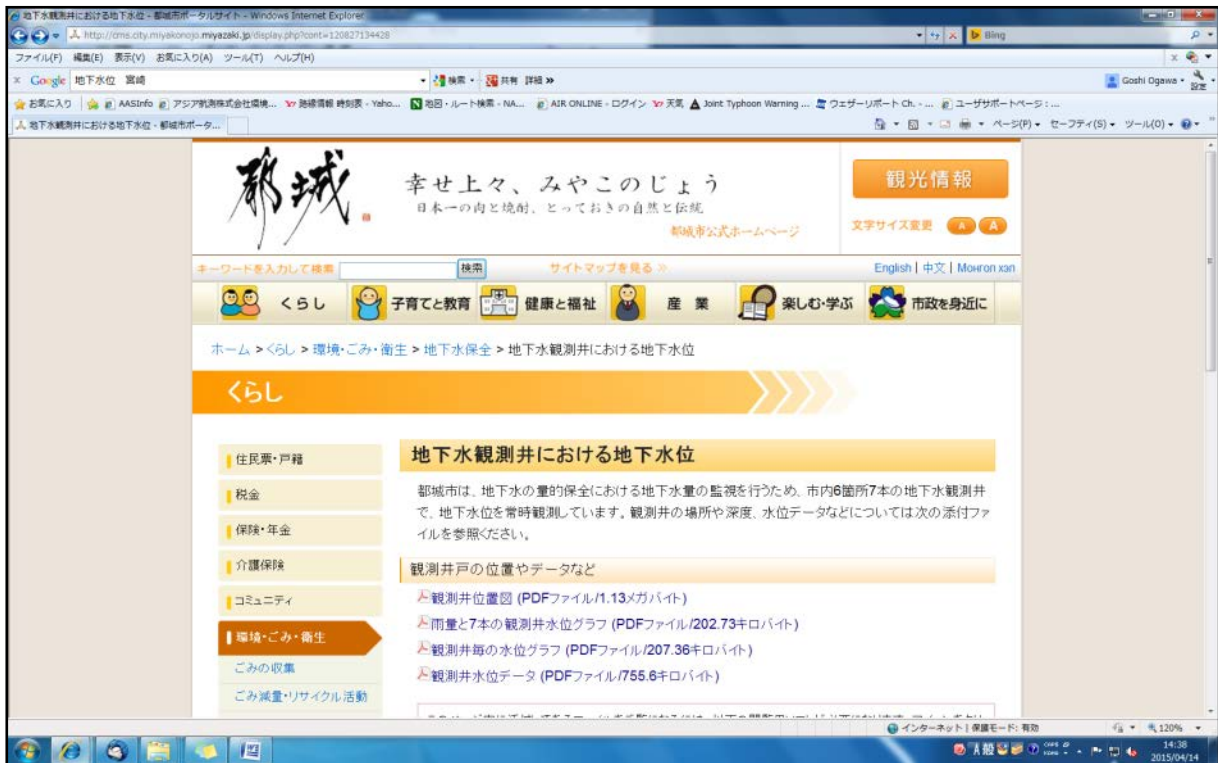 地下水観測井における地下水位 - 都城市ポータルサイト - Windows Internet Explorer
http://cms.city.miyakonojo.miyazaki.jp/display.php?cont=120827134428
Bing
ファイル(F) 編集(E) 表示(V) お気に入り(A) ツール(T) ヘルプ(H)
x Google 地下水位 宮崎 検索 共有 詳細 » Goshi Ogawa 設定
お気に入り AASInfo アジア航測株式会社環境... 路線情報 時刻表 - Yaho... 地図・ルート検索 - NA... AIR ONLINE - ログイン 天気 Joint Typhoon Warning ... ウェザーリポート Ch. - ... ユーザサポートページ : ...
地下水観測井における地下水位 - 都城市ポータ...
ページ(P) セーフティ(S) ツール(O)
都城
幸せ上々、みやこのじょう
日本一の肉と焼酎、とっておきの自然と伝統
都城市公式ホームページ
観光情報
文字サイズ変更 A A
キーワードを入力して検索 検索 サイトマップを見る » English | 中文 | Монгол хэл
くらし 子育てと教育 健康と福祉 産業 楽しむ・学ぶ 市政を身近に
ホーム > くらし > 環境・ごみ・衛生 > 地下水保全 > 地下水観測井における地下水位
くらし
住民票・戸籍
税金
保険・年金
介護保険
コミュニティ
環境・ごみ・衛生
ごみの収集
ごみ減量・リサイクル活動
地下水観測井における地下水位
都城市は、地下水の量的保全における地下水量の監視を行うため、市内6箇所7本の地下水観測井
で、地下水位を常時観測しています。観測井の場所や深度、水位データなどについては次の添付ファ
イルを参照ください。
観測井戸の位置やデータなど
観測井位置図 (PDFファイル/1.13メガバイト)
雨量と7本の観測井水位グラフ (PDFファイル/202.73キロバイト)
観測井毎の水位グラフ (PDFファイル/207.36キロバイト)
観測井水位データ (PDFファイル/755.6キロバイト)
インターネット | 保護モード: 有効 120%
A 般 CAPS KANA 14:38
2015/04/14